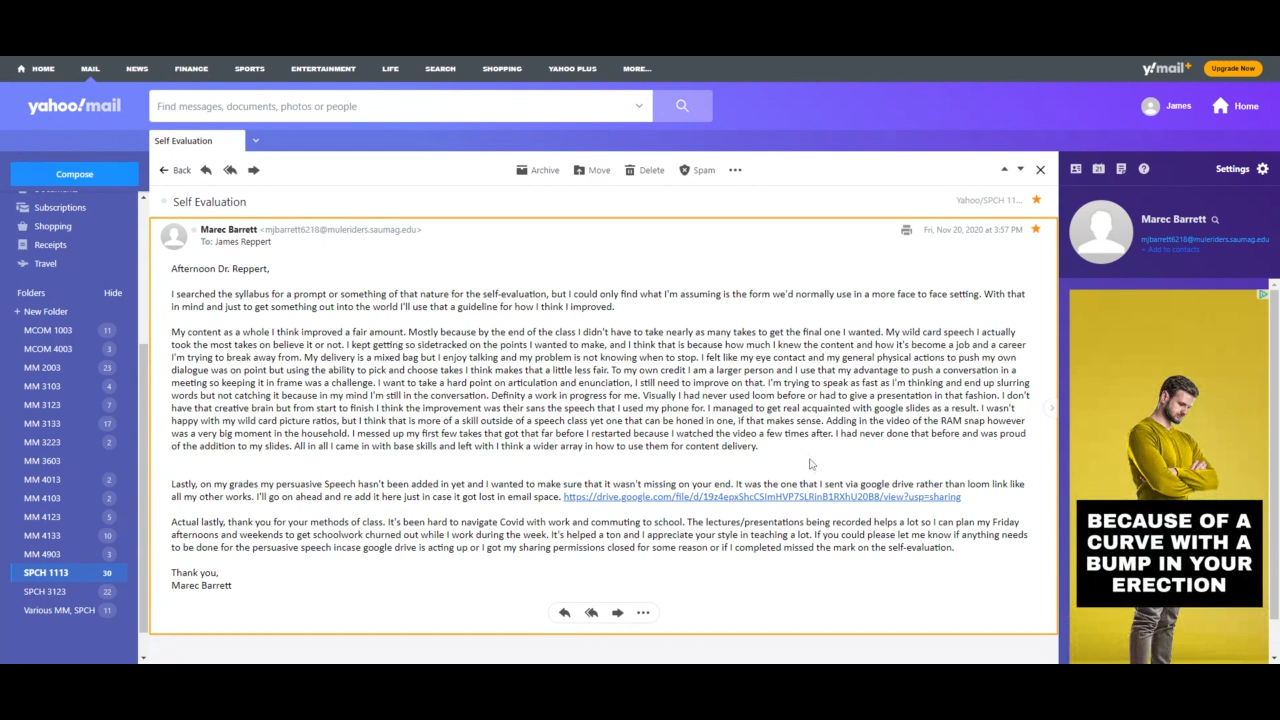 HOME MAIL NEWS FINANCE SPORTS ENTERTAINMENT LIFE SEARCH SHOPPING YAHOO PLUS MORE... y!mail+ Upgrade Now
yahoo!mail Find messages, documents, photos or people James Home
Self Evaluation
Compose Back Archive Move Delete Spam Settings
Subscriptions
Shopping
Receipts
Travel
Folders Hide
+ New Folder
MCOM 1003 11
MCOM 4003 3
MM 2003 23
MM 3103 4
MM 3123 7
MM 3133 17
MM 3223 2
MM 3603
MM 4013 2
MM 4103 2
MM 4123 5
MM 4133 10
MM 4903 3
SPCH 1113 30
SPCH 3123 22
Various MM, SPCH 11
Self Evaluation Yahoo/SPCH 11...
Marec Barrett <mjbarrett6218@muleriders.saumag.edu> Fri, Nov 20, 2020 at 3:57 PM
To: James Reppert
Afternoon Dr. Reppert,
I searched the syllabus for a prompt or something of that nature for the self-evaluation, but I could only find what I'm assuming is the form we'd normally use in a more face to face setting. With that
in mind and just to get something out into the world I'll use that a guideline for how I think I improved.
My content as a whole I think improved a fair amount. Mostly because by the end of the class I didn't have to take nearly as many takes to get the final one I wanted. My wild card speech I actually
took the most takes on believe it or not. I kept getting so sidetracked on the points I wanted to make, and I think that is because how much I knew the content and how it's become a job and a career
I'm trying to break away from. My delivery is a mixed bag but I enjoy talking and my problem is not knowing when to stop. I felt like my eye contact and my general physical actions to push my own
dialogue was on point but using the ability to pick and choose takes I think makes that a little less fair. To my own credit I am a larger person and I use that my advantage to push a conversation in a
meeting so keeping it in frame was a challenge. I want to take a hard point on articulation and enunciation, I still need to improve on that. I'm trying to speak as fast as I'm thinking and end up slurring
words but not catching it because in my mind I'm still in the conversation. Definity a work in progress for me. Visually I had never used loom before or had to give a presentation in that fashion. I don't
have that creative brain but from start to finish I think the improvement was their sans the speech that I used my phone for. I managed to get real acquainted with google slides as a result. I wasn't
happy with my wild card picture ratios, but I think that is more of a skill outside of a speech class yet one that can be honed in one, if that makes sense. Adding in the video of the RAM snap however
was a very big moment in the household. I messed up my first few takes that got that far before I restarted because I watched the video a few times after. I had never done that before and was proud
of the addition to my slides. All in all I came in with base skills and left with I think a wider array in how to use them for content delivery.
Lastly, on my grades my persuasive Speech hasn't been added in yet and I wanted to make sure that it wasn't missing on your end. It was the one that I sent via google drive rather than loom link like
all my other works. I'll go on ahead and re add it here just in case it got lost in email space. https://drive.google.com/file/d/19z4epxShcCSImHVP7SLRinB1RXhU20B8/view?usp=sharing
Actual lastly, thank you for your methods of class. It's been hard to navigate Covid with work and commuting to school. The lectures/presentations being recorded helps a lot so I can plan my Friday
afternoons and weekends to get schoolwork churned out while I work during the week. It's helped a ton and I appreciate your style in teaching a lot. If you could please let me know if anything needs
to be done for the persuasive speech incase google drive is acting up or I got my sharing permissions closed for some reason or if I completed missed the mark on the self-evaluation.
Thank you,
Marec Barrett
Marec Barrett
mjbarrett6218@muleriders.saumag.edu
+ Add to contacts
BECAUSE OF A
CURVE WITH A
BUMP IN YOUR
ERECTION